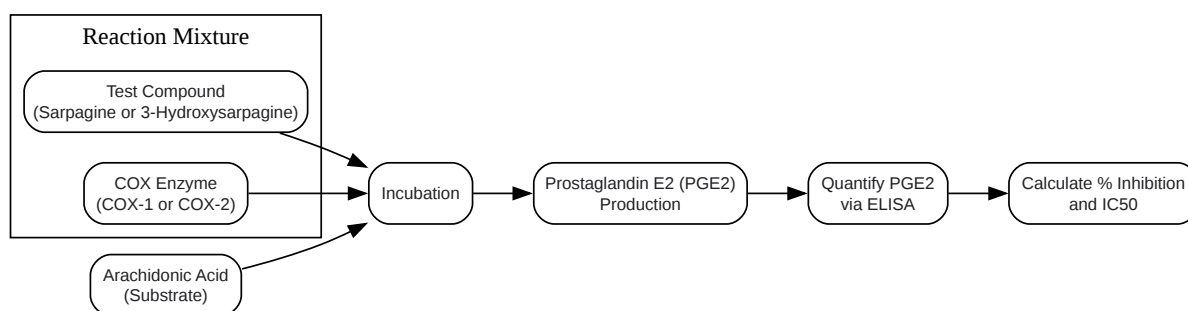 Reaction Mixture
Test Compound
(Sarpagine or 3-Hydroxysarpagine)
COX Enzyme
(COX-1 or COX-2)
Arachidonic Acid
(Substrate)
Incubation
Prostaglandin E2 (PGE2)
Production
Quantify PGE2
via ELISA
Calculate % Inhibition
and IC50